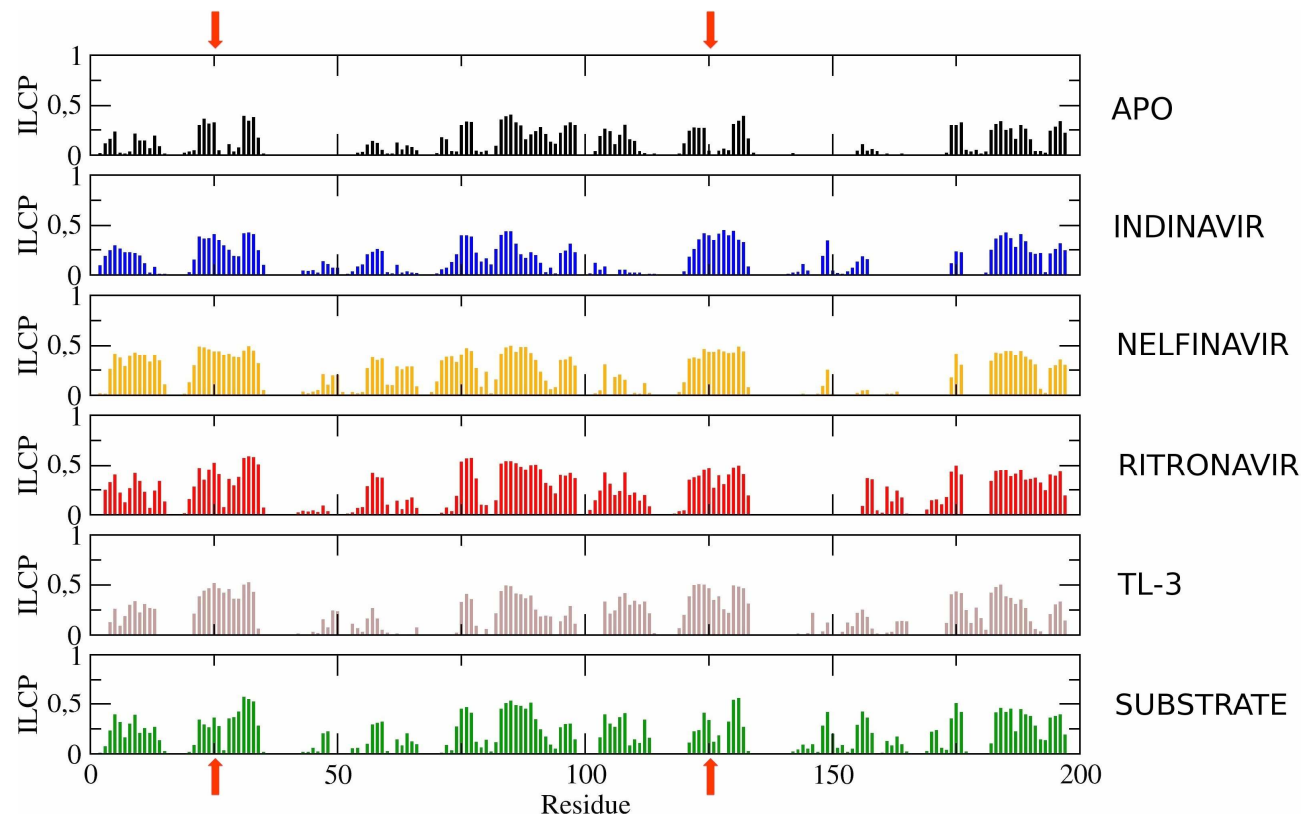 1
ILCP
0,5
0
APO
1
ILCP
0,5
0
INDINAVIR
1
ILCP
0,5
0
NELFINAVIR
1
ILCP
0,5
0
RITRONAVIR
1
ILCP
0,5
0
TL-3
1
ILCP
0,5
0
SUBSTRATE
0 50 100 150 200
Residue